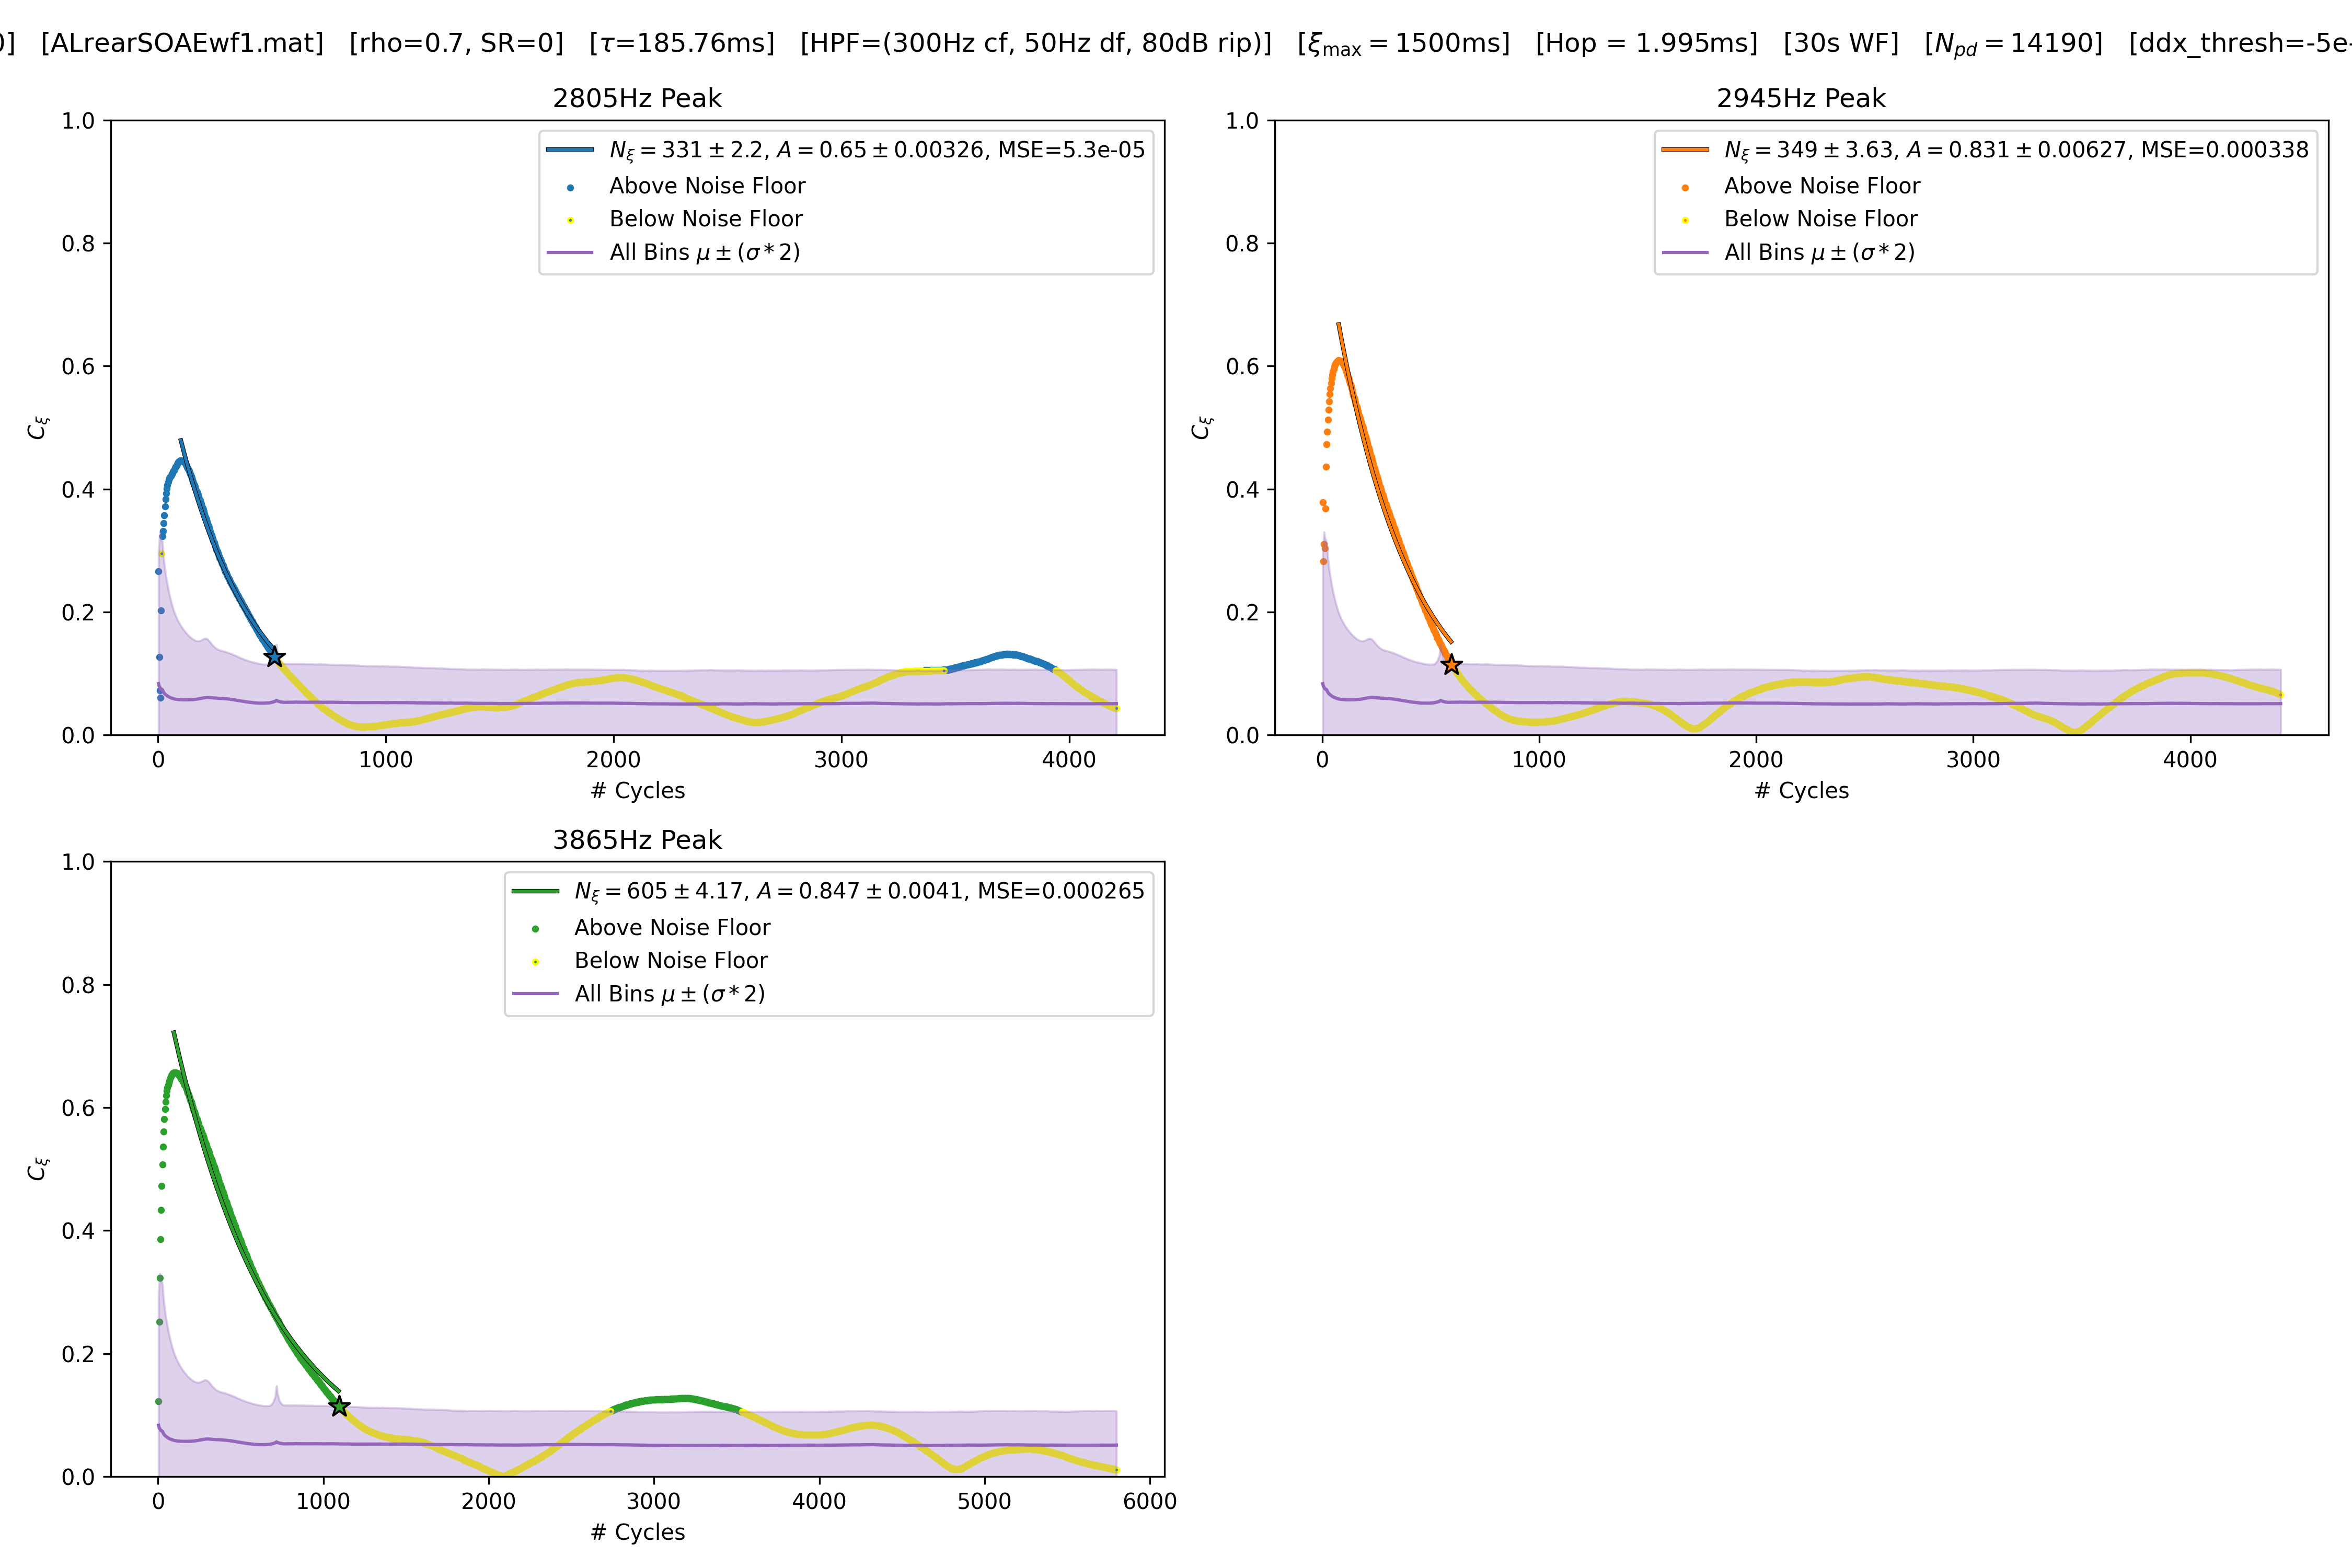 0] [ALrearSOAEwf1.mat] [rho=0.7, SR=0] [τ=185.76ms] [HPF=(300Hz cf, 50Hz df, 80dB rip)] [ξmax = 1500ms] [Hop = 1.995ms] [30s WF] [Npd = 14190] [ddx_thresh=-5e-
2805Hz Peak
Nξ = 331 ± 2.2, A = 0.65 ± 0.00326, MSE=5.3e-05
Above Noise Floor
Below Noise Floor
All Bins μ ± (σ * 2)
1.0
0.8
0.6
0.4
0.2
0.0
Cξ
0 1000 2000 3000 4000
# Cycles
2945Hz Peak
Nξ = 349 ± 3.63, A = 0.831 ± 0.00627, MSE=0.000338
Above Noise Floor
Below Noise Floor
All Bins μ ± (σ * 2)
1.0
0.8
0.6
0.4
0.2
0.0
Cξ
0 1000 2000 3000 4000
# Cycles
3865Hz Peak
Nξ = 605 ± 4.17, A = 0.847 ± 0.0041, MSE=0.000265
Above Noise Floor
Below Noise Floor
All Bins μ ± (σ * 2)
1.0
0.8
0.6
0.4
0.2
0.0
Cξ
0 1000 2000 3000 4000 5000 6000
# Cycles